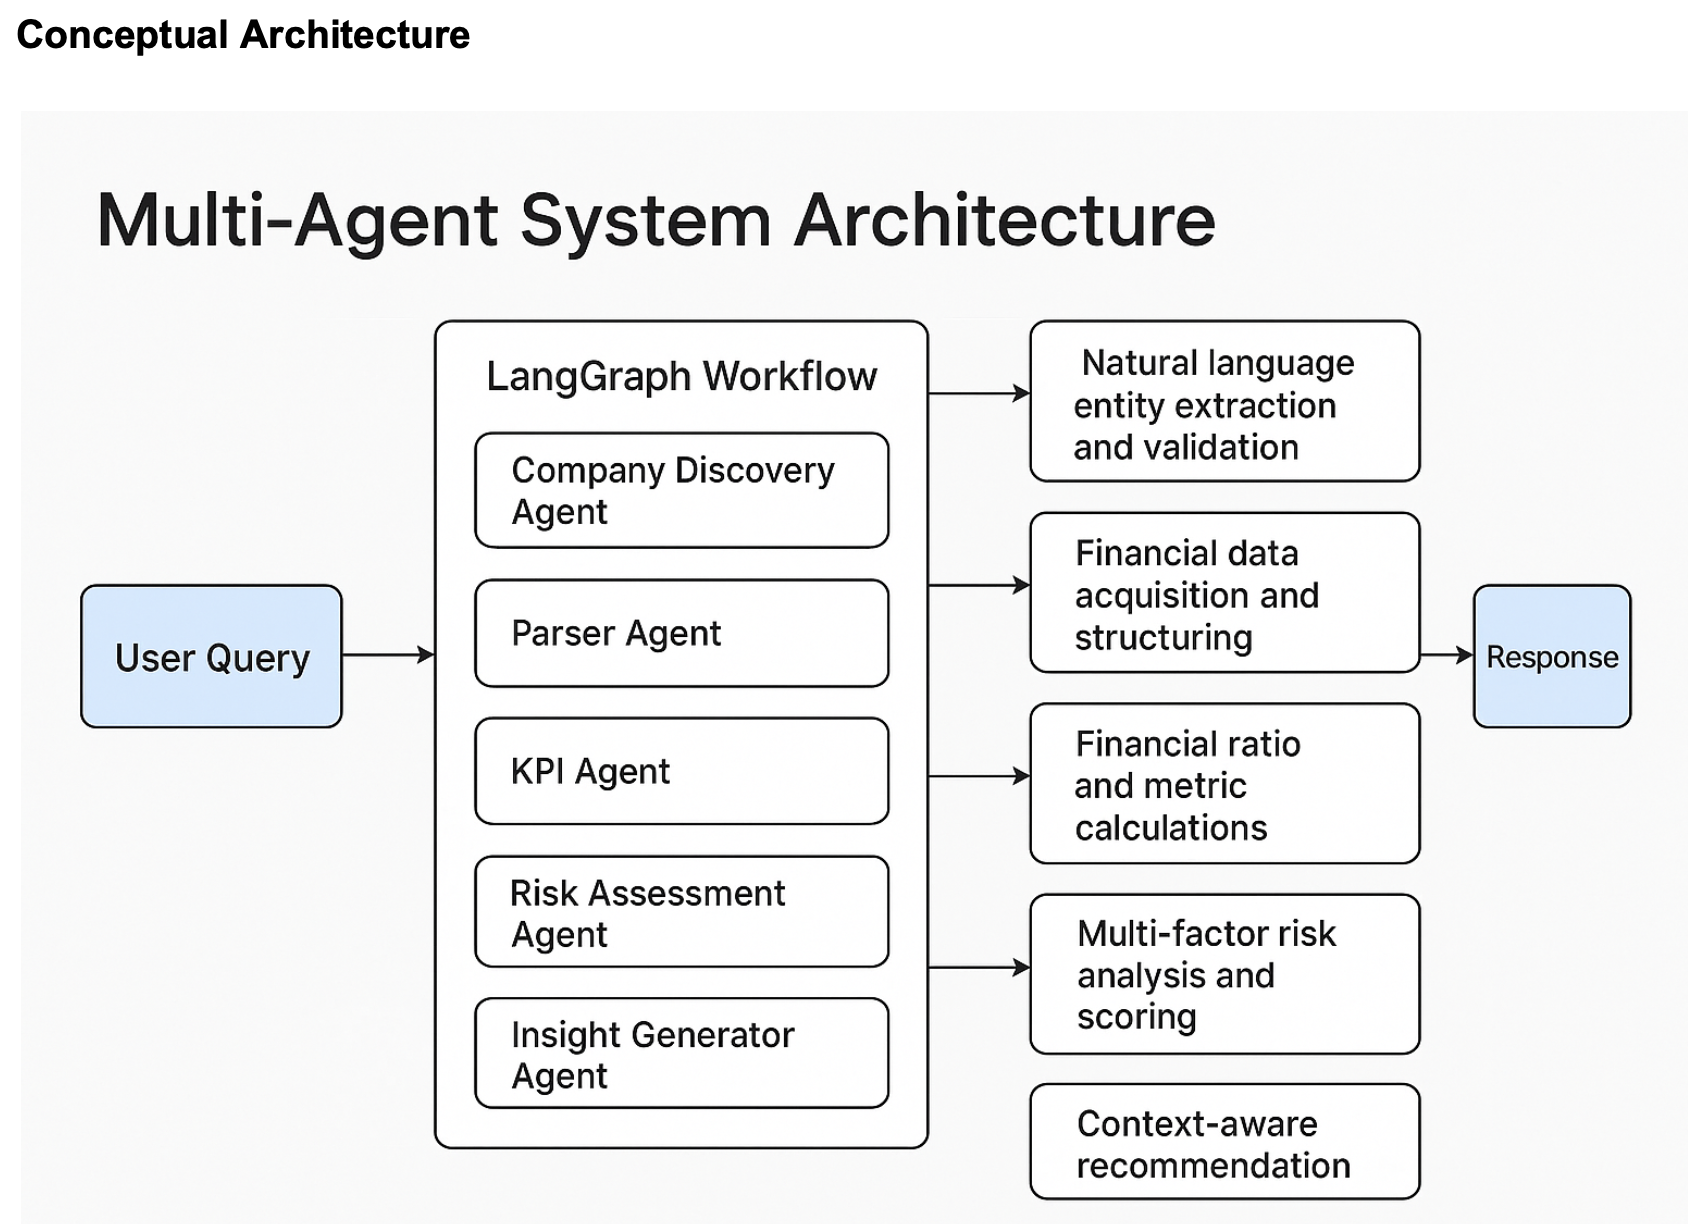 Conceptual Architecture
Multi-Agent System Architecture
User Query
LangGraph Workflow
Company Discovery
Agent
Parser Agent
KPI Agent
Risk Assessment
Agent
Insight Generator
Agent
Natural language
entity extraction
and validation
Financial data
acquisition and
structuring
Financial ratio
and metric
calculations
Multi-factor risk
analysis and
scoring
Context-aware
recommendation
Response